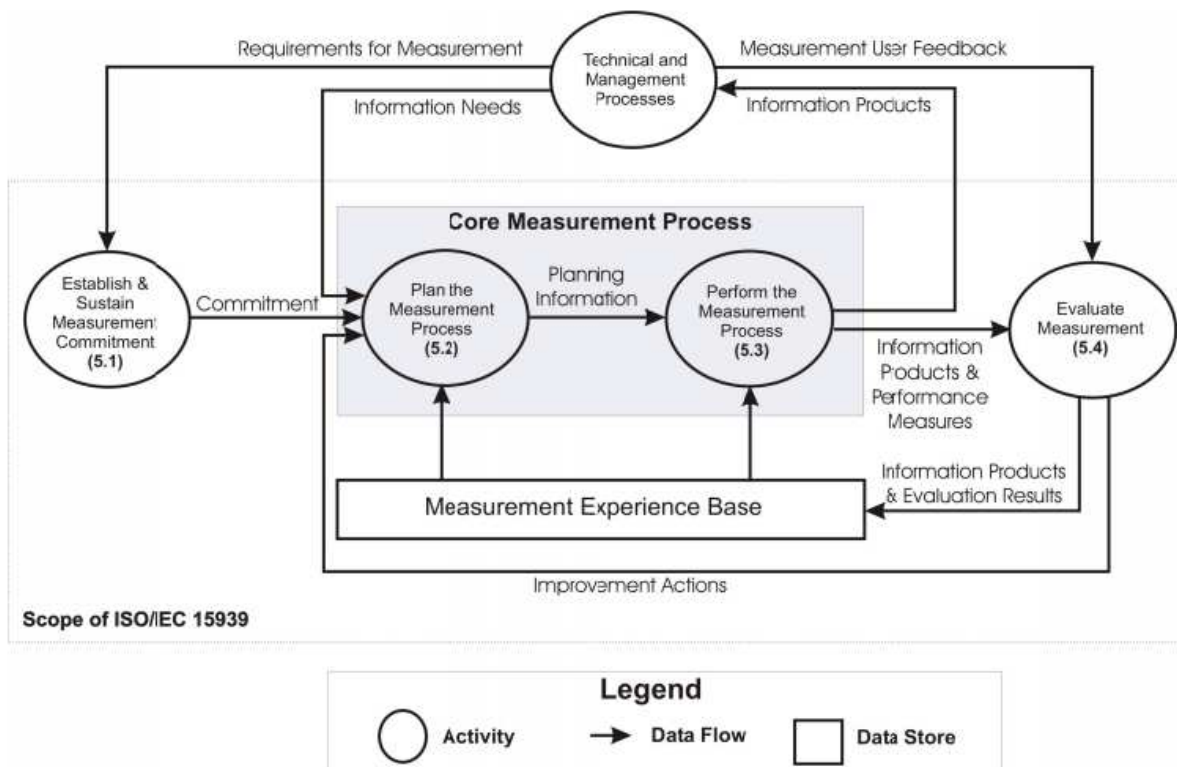 Requirements for Measurement
Technical and
Management
Processes
Measurement User Feedback
Information Needs
Information Products
Core Measurement Process
Establish &
Sustain
Measurement
Commitment
(5.1)
Commitment
Plan the
Measurement
Process
(5.2)
Planning
Information
Perform the
Measurement
Process
(5.3)
Evaluate
Measurement
(5.4)
Information
Products &
Performance
Measures
Information Products
& Evaluation Results
Measurement Experience Base
Improvement Actions
Scope of ISO/IEC 15939
Legend
Activity
Data Flow
Data Store